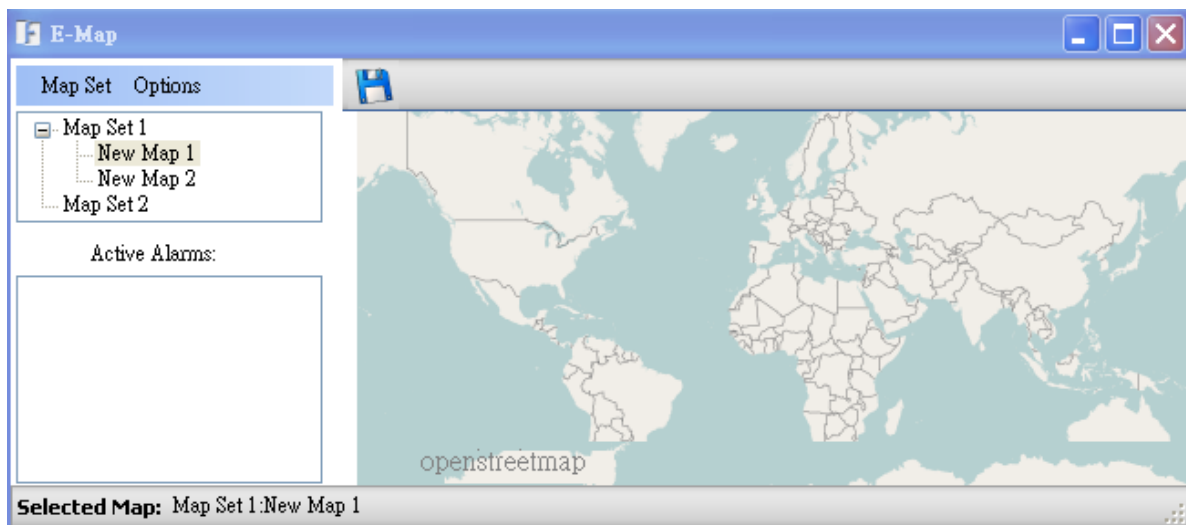 E-Map
Map Set Options
Map Set 1
New Map 1
New Map 2
Map Set 2
Active Alarms:
openstreetmap
Selected Map: Map Set 1:New Map 1